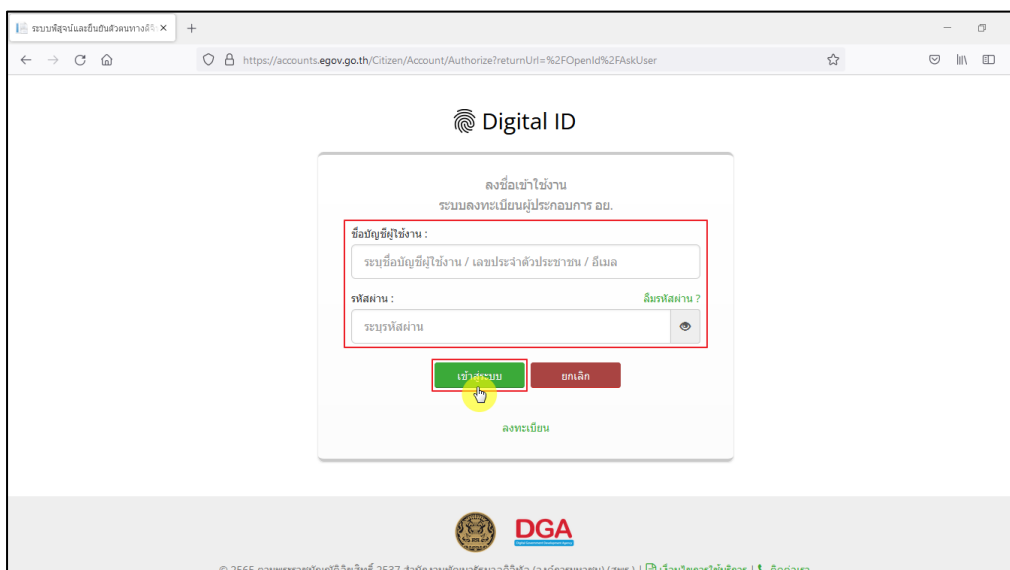 ระบบพิสูจน์และยืนยันตัวตนทางดิจิ
https://accounts.egov.go.th/Citizen/Account/Authorize?returnUrl=%2FOpenId%2FAskUser
Digital ID
ลงชื่อเข้าใช้งาน
ระบบลงทะเบียนผู้ประกอบการ อย.
ชื่อบัญชีผู้ใช้งาน :
ระบุชื่อบัญชีผู้ใช้งาน / เลขประจำตัวประชาชน / อีเมล
รหัสผ่าน : ลืมรหัสผ่าน ?
ระบุรหัสผ่าน
เข้าสู่ระบบ ยกเลิก
ลงทะเบียน
DGA